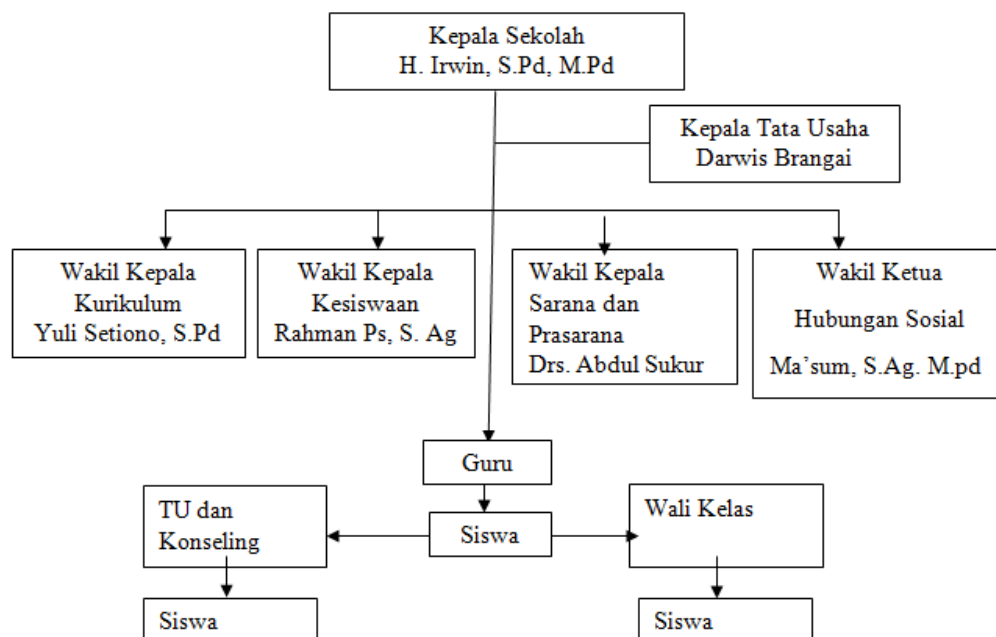 Kepala Sekolah
H. Irwin, S.Pd, M.Pd
Kepala Tata Usaha
Darwis Brangai
Wakil Kepala
Kurikulum
Yuli Setiono, S.Pd
Wakil Kepala
Kesiswaan
Rahman Ps, S. Ag
Wakil Kepala
Sarana dan
Prasarana
Drs. Abdul Sukur
Wakil Ketua
Hubungan Sosial
Ma’sum, S.Ag. M.pd
Guru
TU dan
Konseling
Siswa
Wali Kelas
Siswa
Siswa